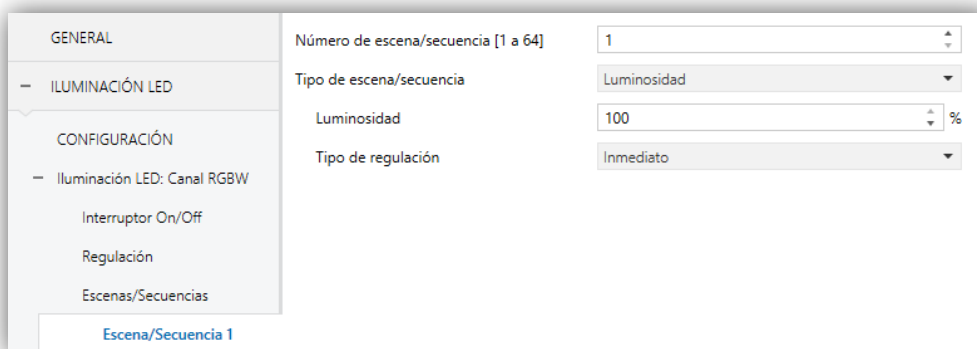 GENERAL
ILUMINACIÓN LED
CONFIGURACIÓN
Iluminación LED: Canal RGBW
Interruptor On/Off
Regulación
Escenas/Secuencias
Escena/Secuencia 1
Número de escena/secuencia [1 a 64] 1
Tipo de escena/secuencia Luminosidad
Luminosidad 100 %
Tipo de regulación Inmediato